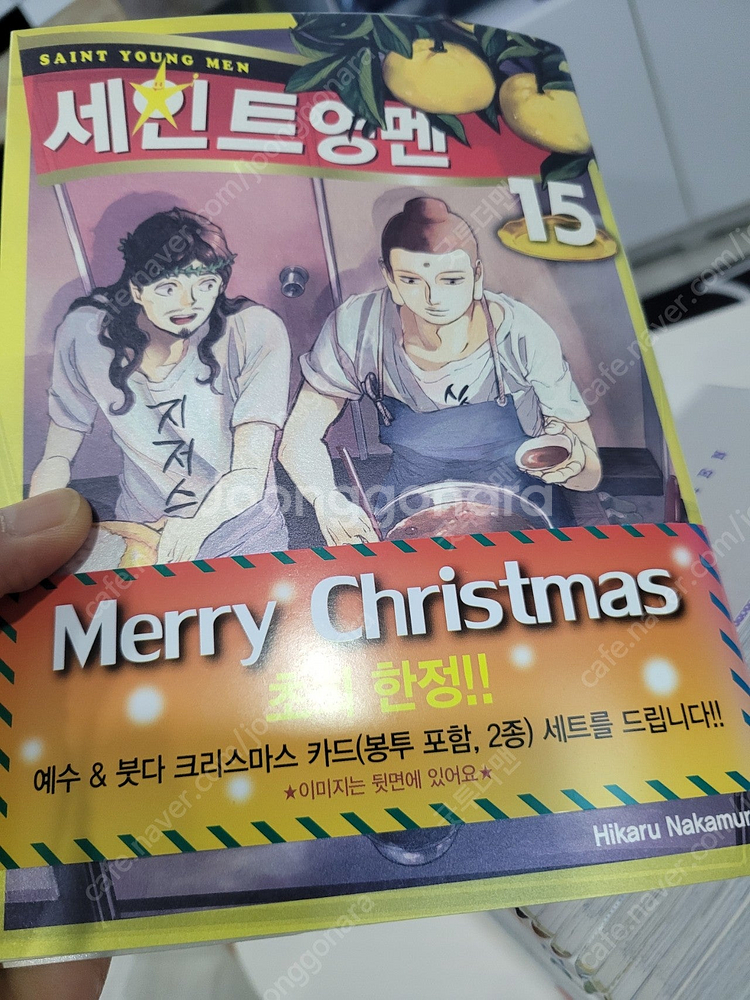 SAINT YOUNG MEN
세인트영멘
15
지저스
Merry Christmas
한정!!
예수 & 붓다 크리스마스 카드(봉투 포함, 2종) 세트를 드립니다!!
★이미지는 뒷면에 있어요★
Hikaru Nakamur
joonggonara